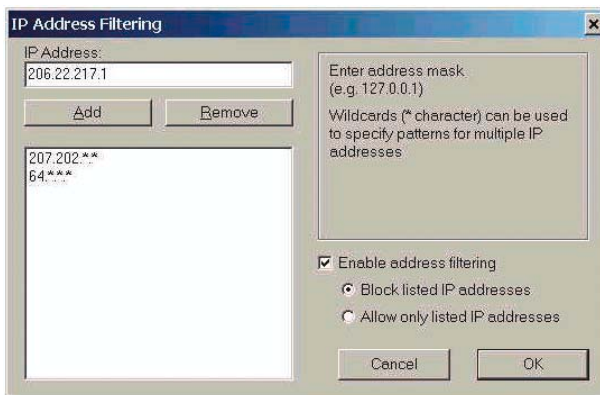 IP Address Filtering
IP Address:
206.22.217.1
Add
Remove
207.202.*.*
64.*.*.*
Enter address mask
(e.g. 127.0.0.1)
Wildcards (* character) can be used
to specify patterns for multiple IP
addresses
Enable address filtering
Block listed IP addresses
Allow only listed IP addresses
Cancel
OK